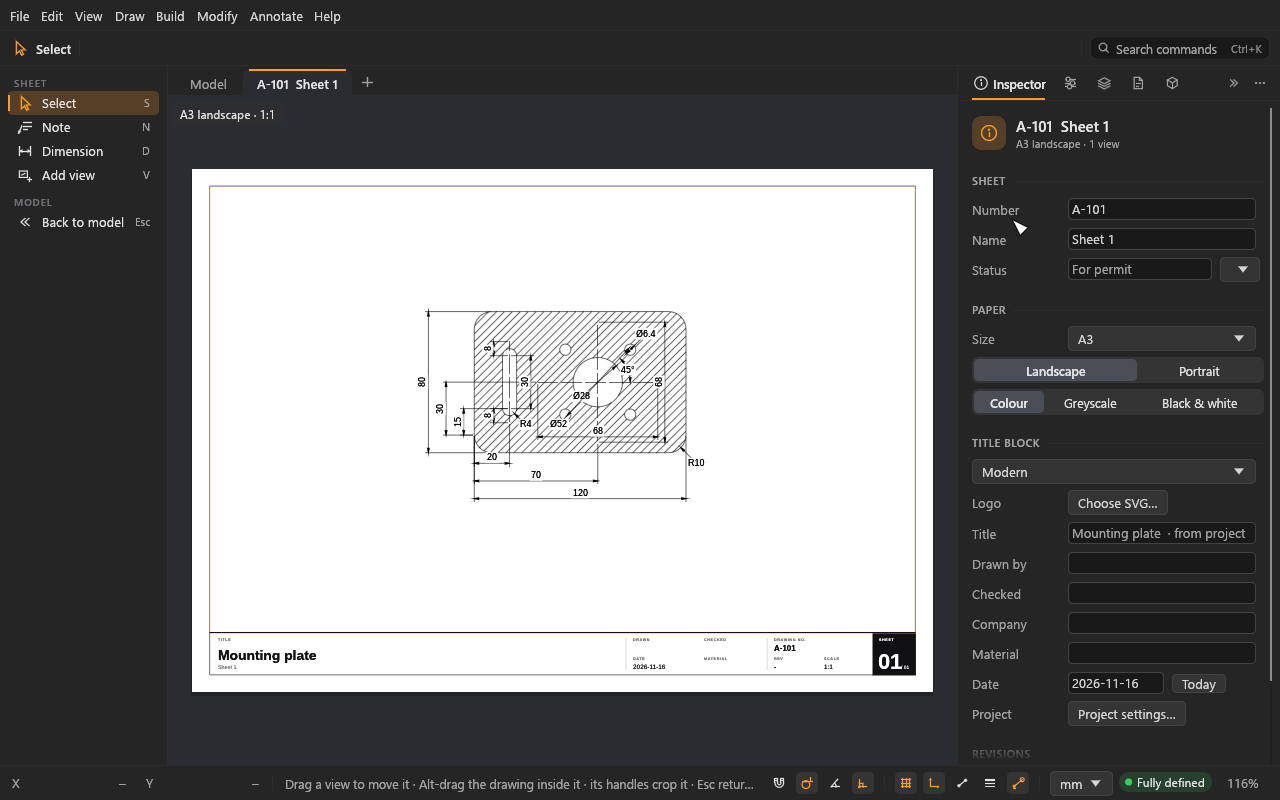 File Edit View Draw Build Modify Annotate Help
Select
Search commands Ctrl+K
SHEET
Select S
Note N
Dimension D
Add view V
MODEL
Back to model Esc
Model
A-101 Sheet 1
A3 landscape · 1:1
80
30
15
8
8
30
R4
20
70
120
Ø28
Ø52
68
68
45°
Ø6.4
R10
TITLE
Mounting plate
Sheet 1
DRAWN
CHECKED
DATE
2026-11-16
MATERIAL
DRAWING NO.
A-101
REV
-
SCALE
1:1
SHEET
01
Inspector
A-101 Sheet 1
A3 landscape · 1 view
SHEET
Number A-101
Name Sheet 1
Status For permit
PAPER
Size A3
Landscape Portrait
Colour Greyscale Black & white
TITLE BLOCK
Modern
Logo Choose SVG...
Title Mounting plate · from project
Drawn by
Checked
Company
Material
Date 2026-11-16 Today
Project Project settings...
REVISIONS
X – Y –
Drag a view to move it · Alt-drag the drawing inside it · its handles crop it · Esc retur...
mm
Fully defined
116%